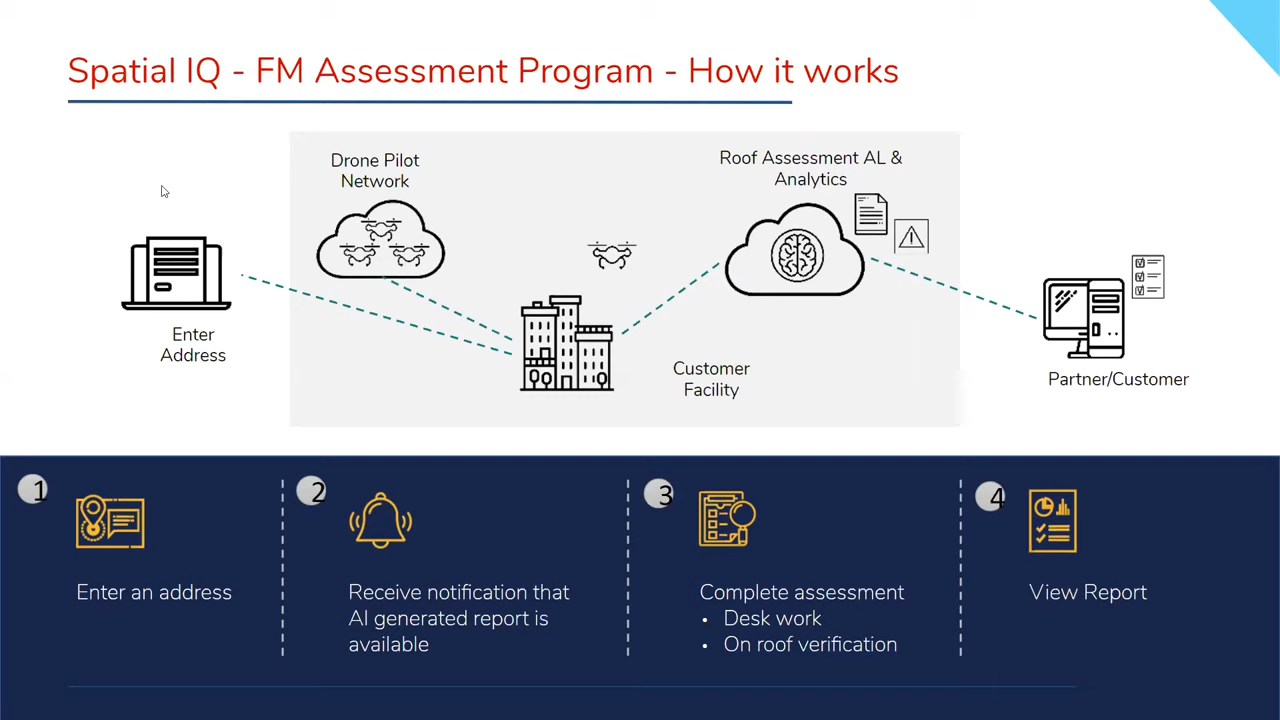 Spatial IQ - FM Assessment Program - How it works
Drone Pilot
Network
Roof Assessment AL &
Analytics
Enter
Address
Customer
Facility
Partner/Customer
1
Enter an address
2
Receive notification that
AI generated report is
available
3
Complete assessment
• Desk work
• On roof verification
4
View Report